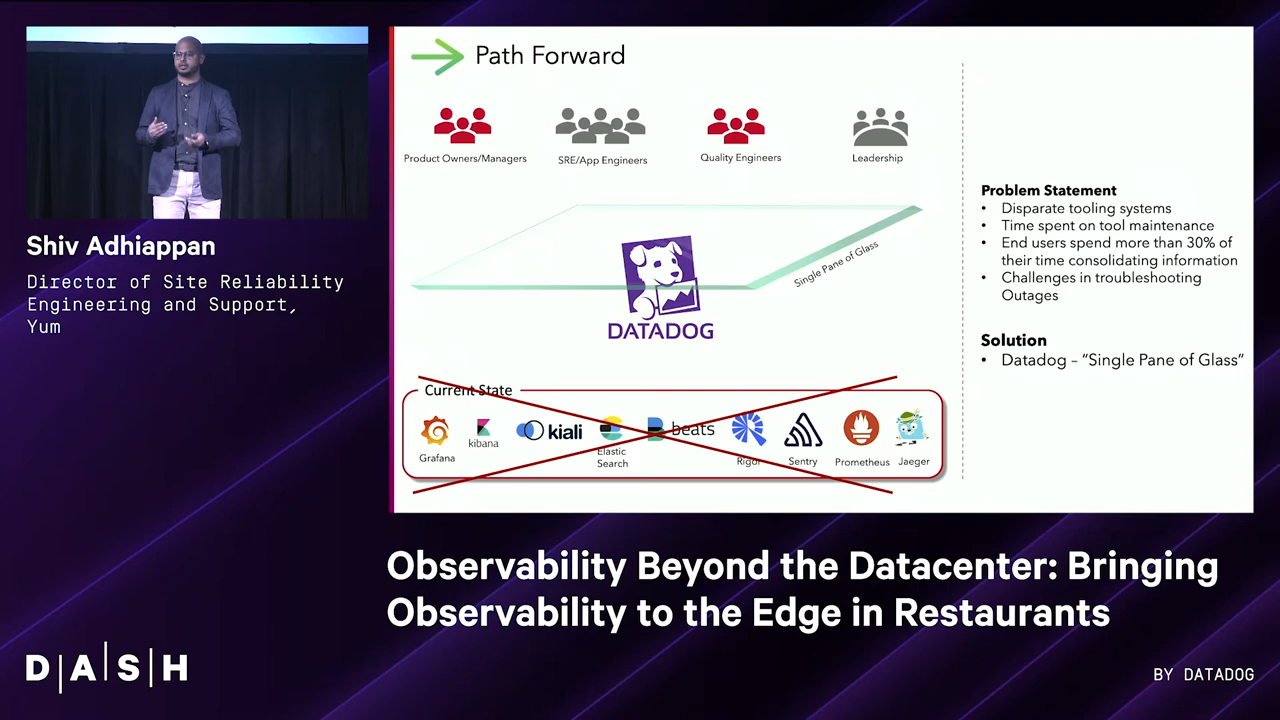 Path Forward
Product Owners/Managers
SRE/App Engineers
Quality Engineers
Leadership
Single Pane of Glass
DATADOG
Current State
Grafana
kibana
kiali
Elastic
Search
beats
Rigor
Sentry
Prometheus
Jaeger
Problem Statement
• Disparate tooling systems
• Time spent on tool maintenance
• End users spend more than 30% of
their time consolidating information
• Challenges in troubleshooting
Outages
Solution
• Datadog – “Single Pane of Glass”
Shiv Adhiappan
Director of Site Reliability
Engineering and Support,
Yum
Observability Beyond the Datacenter: Bringing
Observability to the Edge in Restaurants
D|A|S|H
BY DATADOG